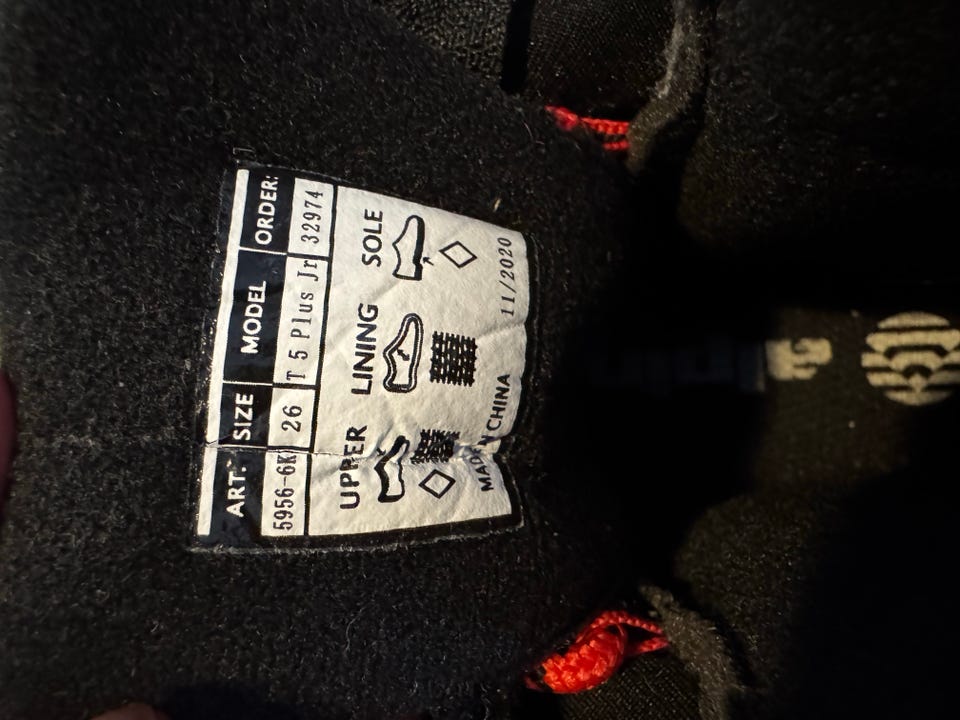 ART. SIZE MODEL ORDER:
5956-6K 26 T 5 Plus Jr 32974
UPPER LINING SOLE
MADE IN CHINA 11/2020